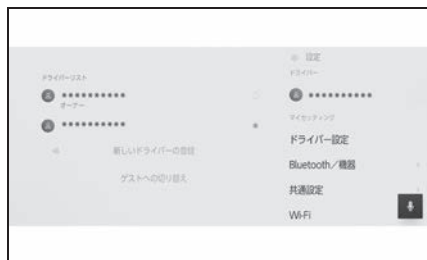 ドライバーリスト
**********
オーナー
**********
新しいドライバーの登録
ゲストへの切り替え
設定
ドライバー
**********
マイセッティング
ドライバー設定
Bluetooth／機器
共通設定
Wi-Fi